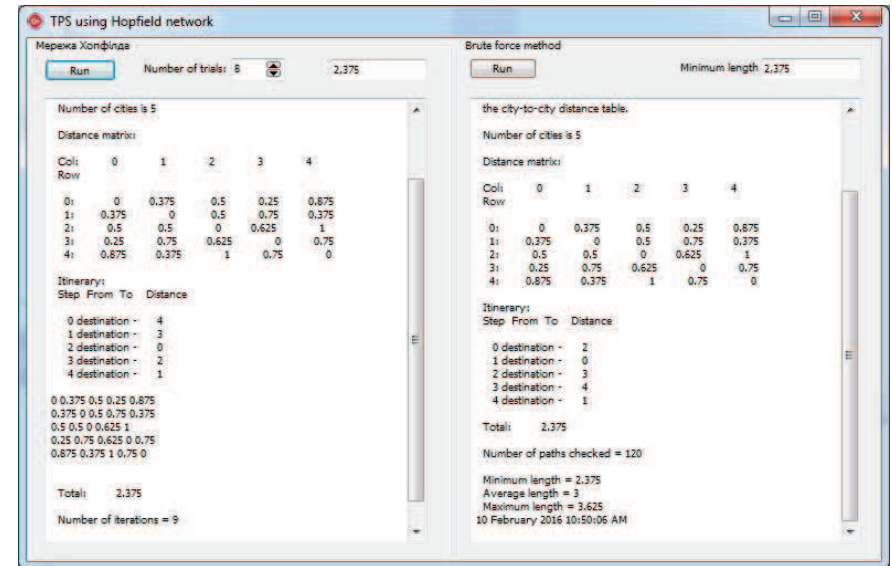 TPS using Hopfield network
Мережа Хопфілда
Run Number of trials: 6 2,375
Number of cities is 5
Distance matrix:
Col: 0 1 2 3 4
Row
0: 0 0.375 0.5 0.25 0.875
1: 0.375 0 0.5 0.75 0.375
2: 0.5 0.5 0 0.625 1
3: 0.25 0.75 0.625 0 0.75
4: 0.875 0.375 1 0.75 0
Itinerary:
Step From To Distance
0 destination - 4
1 destination - 3
2 destination - 0
3 destination - 2
4 destination - 1
0 0.375 0.5 0.25 0.875
0.375 0 0.5 0.75 0.375
0.5 0.5 0 0.625 1
0.25 0.75 0.625 0 0.75
0.875 0.375 1 0.75 0
Total: 2.375
Number of iterations = 9
Brute force method
Run Minimum length 2,375
the city-to-city distance table.
Number of cities is 5
Distance matrix:
Col: 0 1 2 3 4
Row
0: 0 0.375 0.5 0.25 0.875
1: 0.375 0 0.5 0.75 0.375
2: 0.5 0.5 0 0.625 1
3: 0.25 0.75 0.625 0 0.75
4: 0.875 0.375 1 0.75 0
Itinerary:
Step From To Distance
0 destination - 2
1 destination - 0
2 destination - 3
3 destination - 4
4 destination - 1
Total: 2.375
Number of paths checked = 120
Minimum length = 2.375
Average length = 3
Maximum length = 3.625
10 February 2016 10:50:06 AM